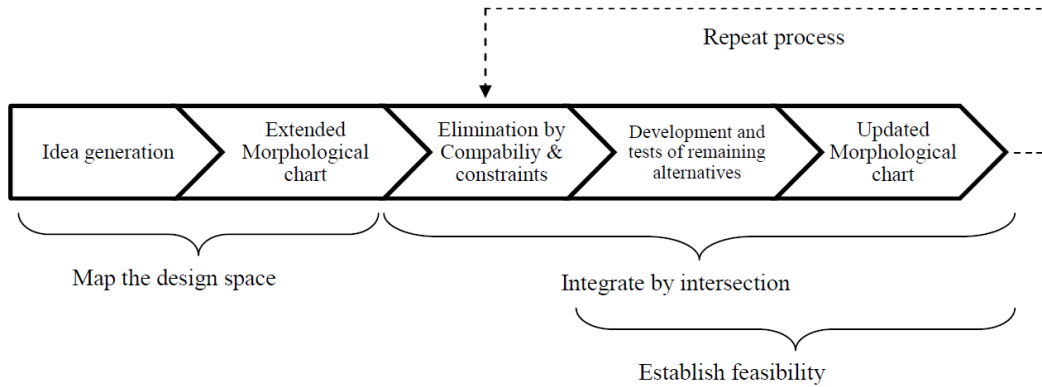 Repeat process
Idea generation
Extended
Morphological
chart
Elimination by
Compabiliy &
constraints
Development and
tests of remaining
alternatives
Updated
Morphological
chart
Map the design space
Integrate by intersection
Establish feasibility